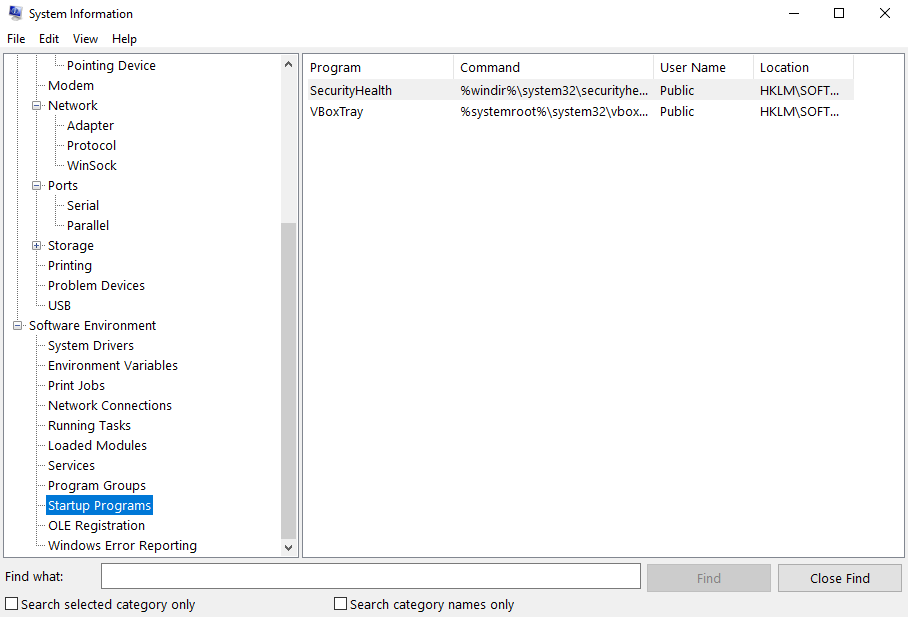 System Information
File Edit View Help
Pointing Device
Modem
Network
Adapter
Protocol
WinSock
Ports
Serial
Parallel
Storage
Printing
Problem Devices
USB
Software Environment
System Drivers
Environment Variables
Print Jobs
Network Connections
Running Tasks
Loaded Modules
Services
Program Groups
Startup Programs
OLE Registration
Windows Error Reporting
Program Command User Name Location
SecurityHealth %windir%\system32\securityhe... Public HKLM\SOFT...
VBoxTray %systemroot%\system32\vbox... Public HKLM\SOFT...
Find what: Find Close Find
Search selected category only Search category names only